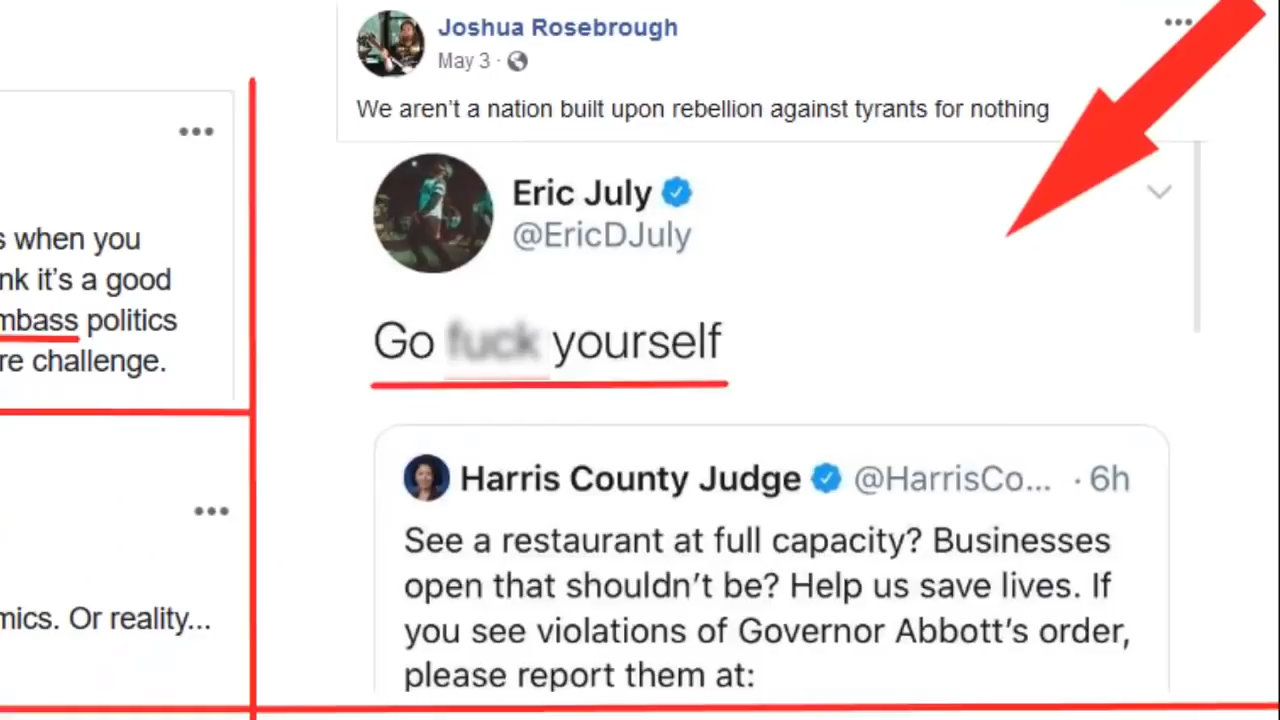 s when you
nk it's a good
mbass politics
re challenge.
mics. Or reality...
Joshua Rosebrough
May 3 ·
We aren't a nation built upon rebellion against tyrants for nothing
Eric July
@EricDJuly
Go fuck yourself
Harris County Judge @HarrisCo... · 6h
See a restaurant at full capacity? Businesses
open that shouldn't be? Help us save lives. If
you see violations of Governor Abbott's order,
please report them at: